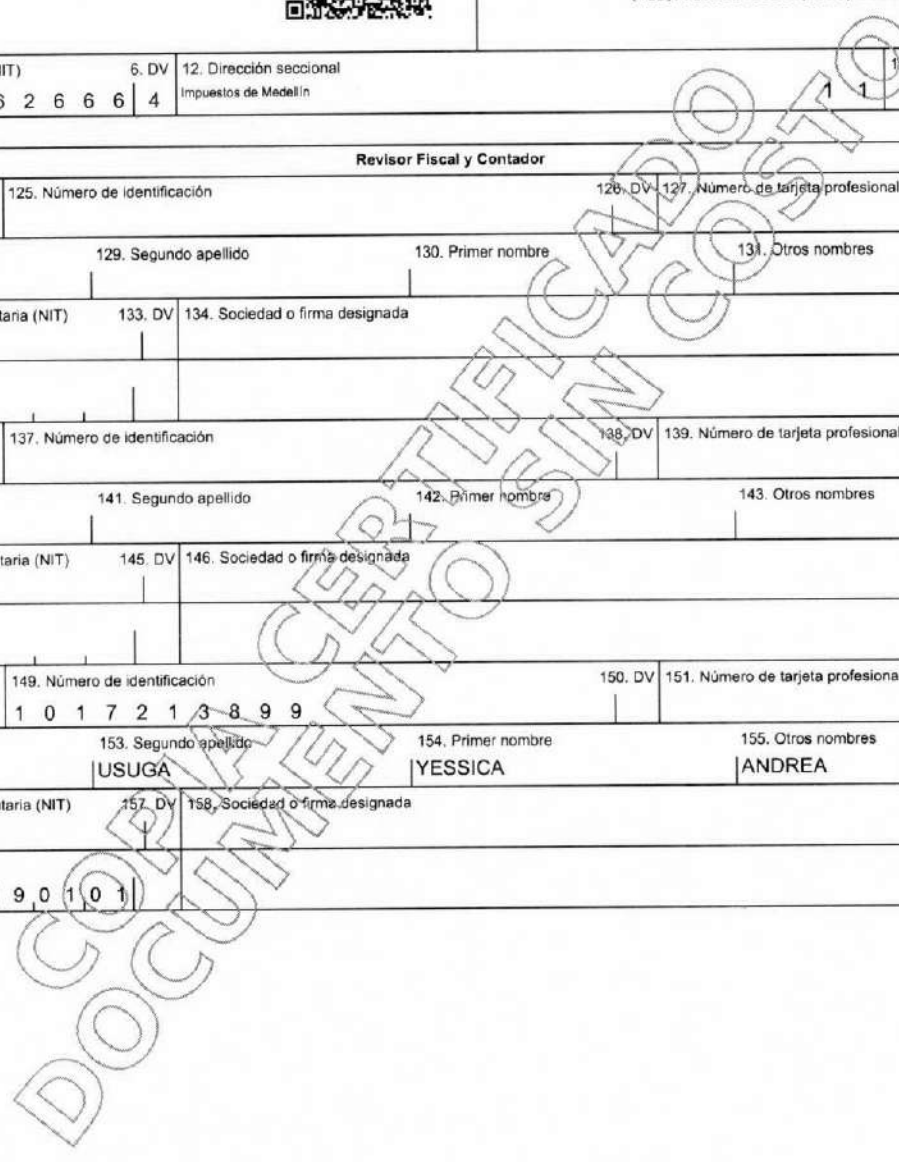 6. DV 12. Dirección seccional
2 6 6 6 4 Impuestos de Medellín 1 1
Revisor Fiscal y Contador
125. Número de identificación 126. DV 127. Número de tarjeta profesional
129. Segundo apellido 130. Primer nombre 131. Otros nombres
(NIT) 133. DV 134. Sociedad o firma designada
137. Número de identificación 138. DV 139. Número de tarjeta profesional
141. Segundo apellido 142. Primer nombre 143. Otros nombres
(NIT) 145. DV 146. Sociedad o firma designada
149. Número de identificación 150. DV 151. Número de tarjeta profesional
1 0 1 7 2 1 3 8 9 9
153. Segundo apellido 154. Primer nombre 155. Otros nombres
USUGA YESSICA ANDREA
(NIT) 157. DV 158. Sociedad o firma designada
9 0 1 0 1
COPIA CERTIFICADO
DOCUMENTO SIN COSTO